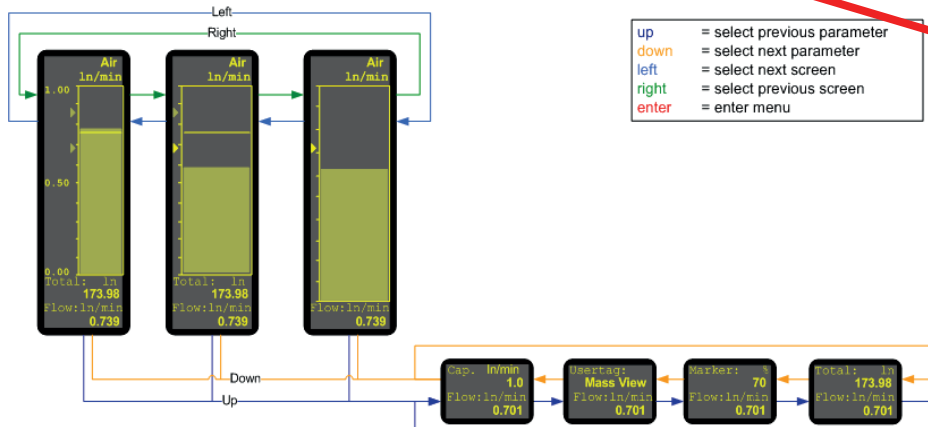 Left
Right
up = select previous parameter
down = select next parameter
left = select next screen
right = select previous screen
enter = enter menu
Air
ln/min
1.00
0.50
0.00
Total: ln
173.98
Flow:ln/min
0.739
Air
ln/min
Total: ln
173.98
Flow:ln/min
0.739
Air
ln/min
Flow:ln/min
0.739
Down
Up
Cap. ln/min
1.0
Flow:ln/min
0.701
Usertag:
Mass View
Flow:ln/min
0.701
Marker: %
70
Flow:ln/min
0.701
Total: ln
173.98
Flow:ln/min
0.701